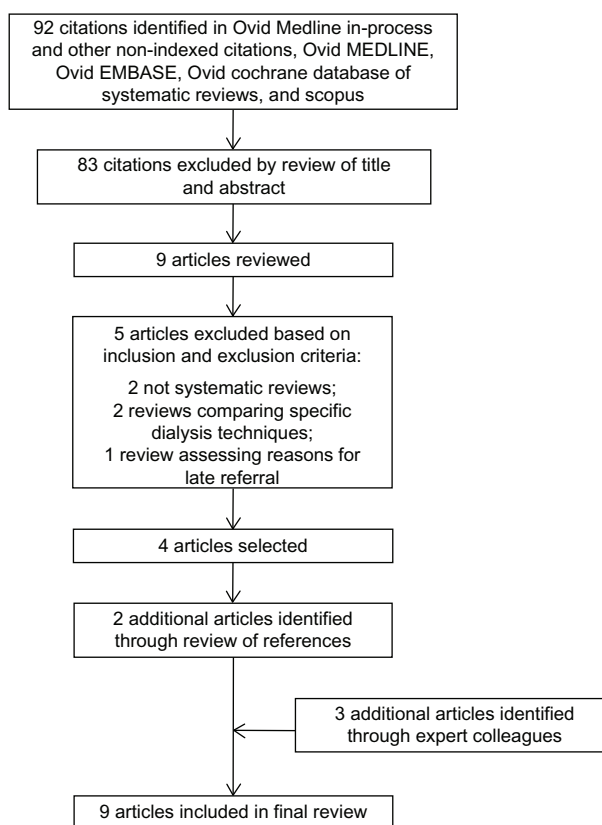 92 citations identified in Ovid Medline in-process
and other non-indexed citations, Ovid MEDLINE,
Ovid EMBASE, Ovid cochrane database of
systematic reviews, and scopus
83 citations excluded by review of title
and abstract
9 articles reviewed
5 articles excluded based on
inclusion and exclusion criteria:
2 not systematic reviews;
2 reviews comparing specific
dialysis techniques;
1 review assessing reasons for
late referral
4 articles selected
2 additional articles identified
through review of references
3 additional articles identified
through expert colleagues
9 articles included in final review